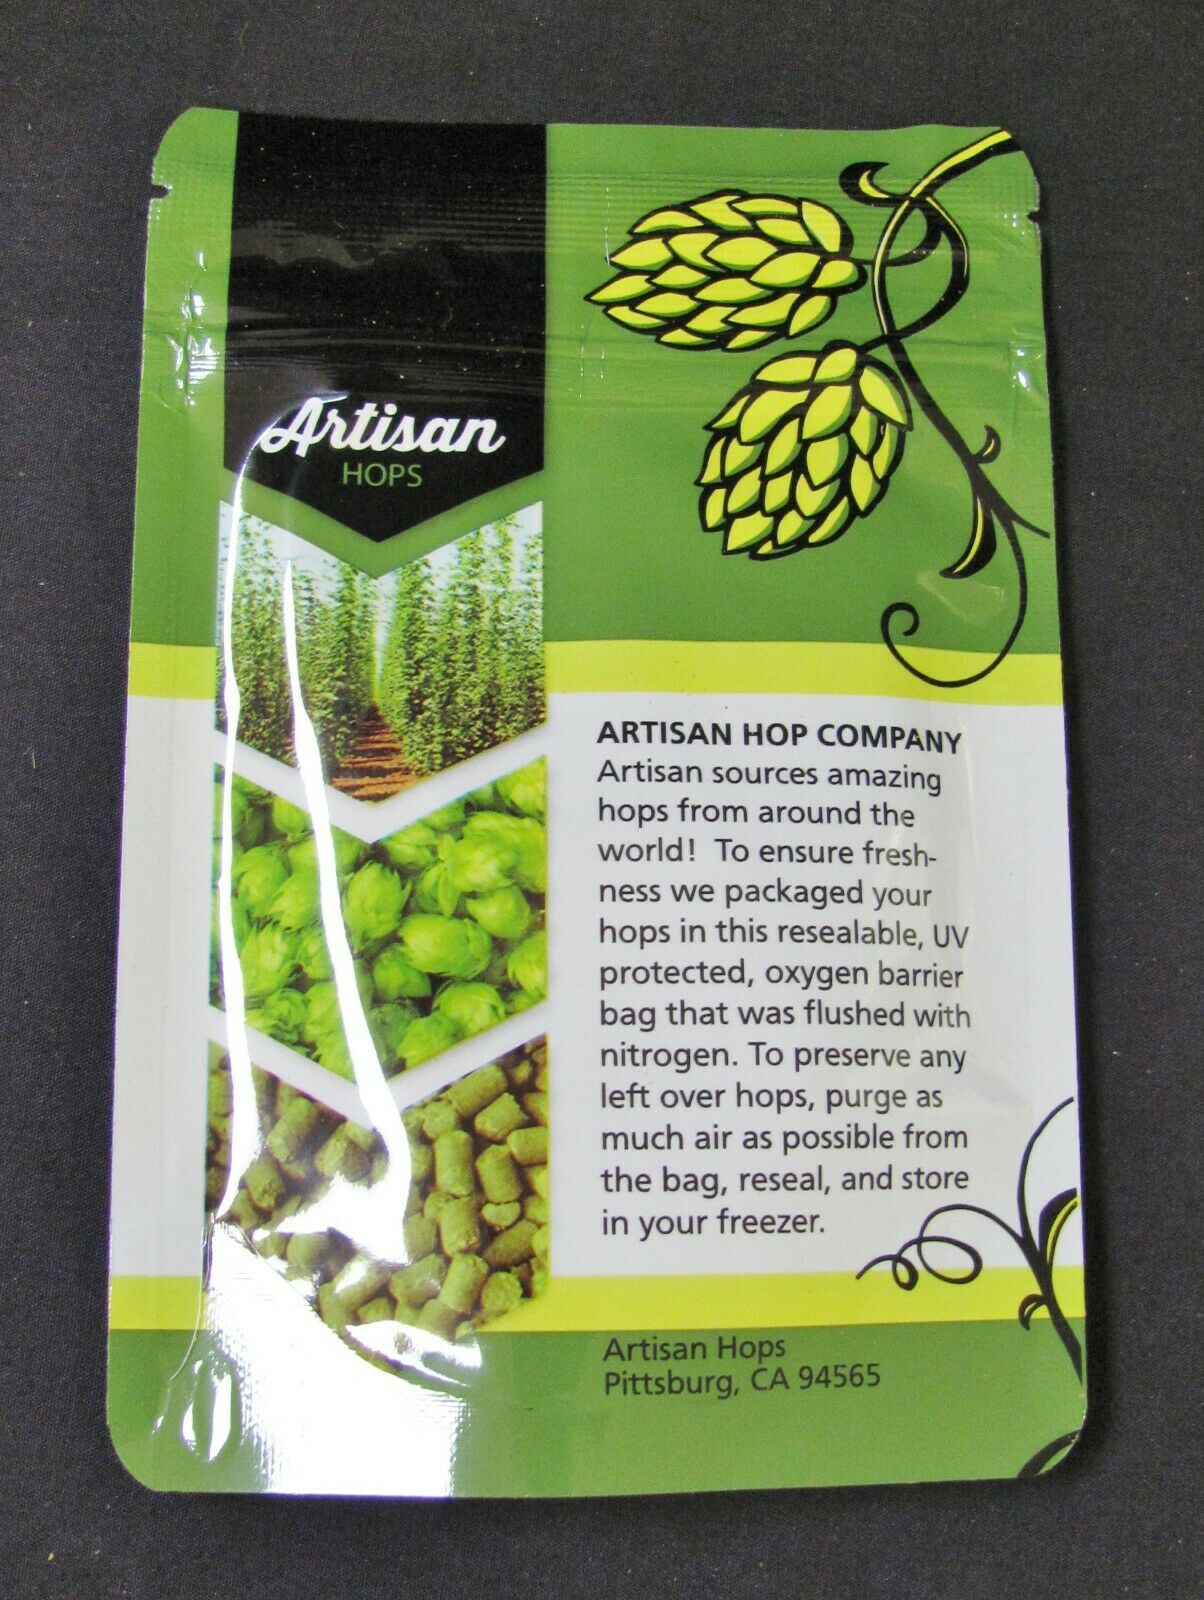 Artisan
HOPS
ARTISAN HOP COMPANY
Artisan sources amazing
hops from around the
world! To ensure fresh-
ness we packaged your
hops in this resealable, UV
protected, oxygen barrier
bag that was flushed with
nitrogen. To preserve any
left over hops, purge as
much air as possible from
the bag, reseal, and store
in your freezer.
Artisan Hops
Pittsburg, CA 94565